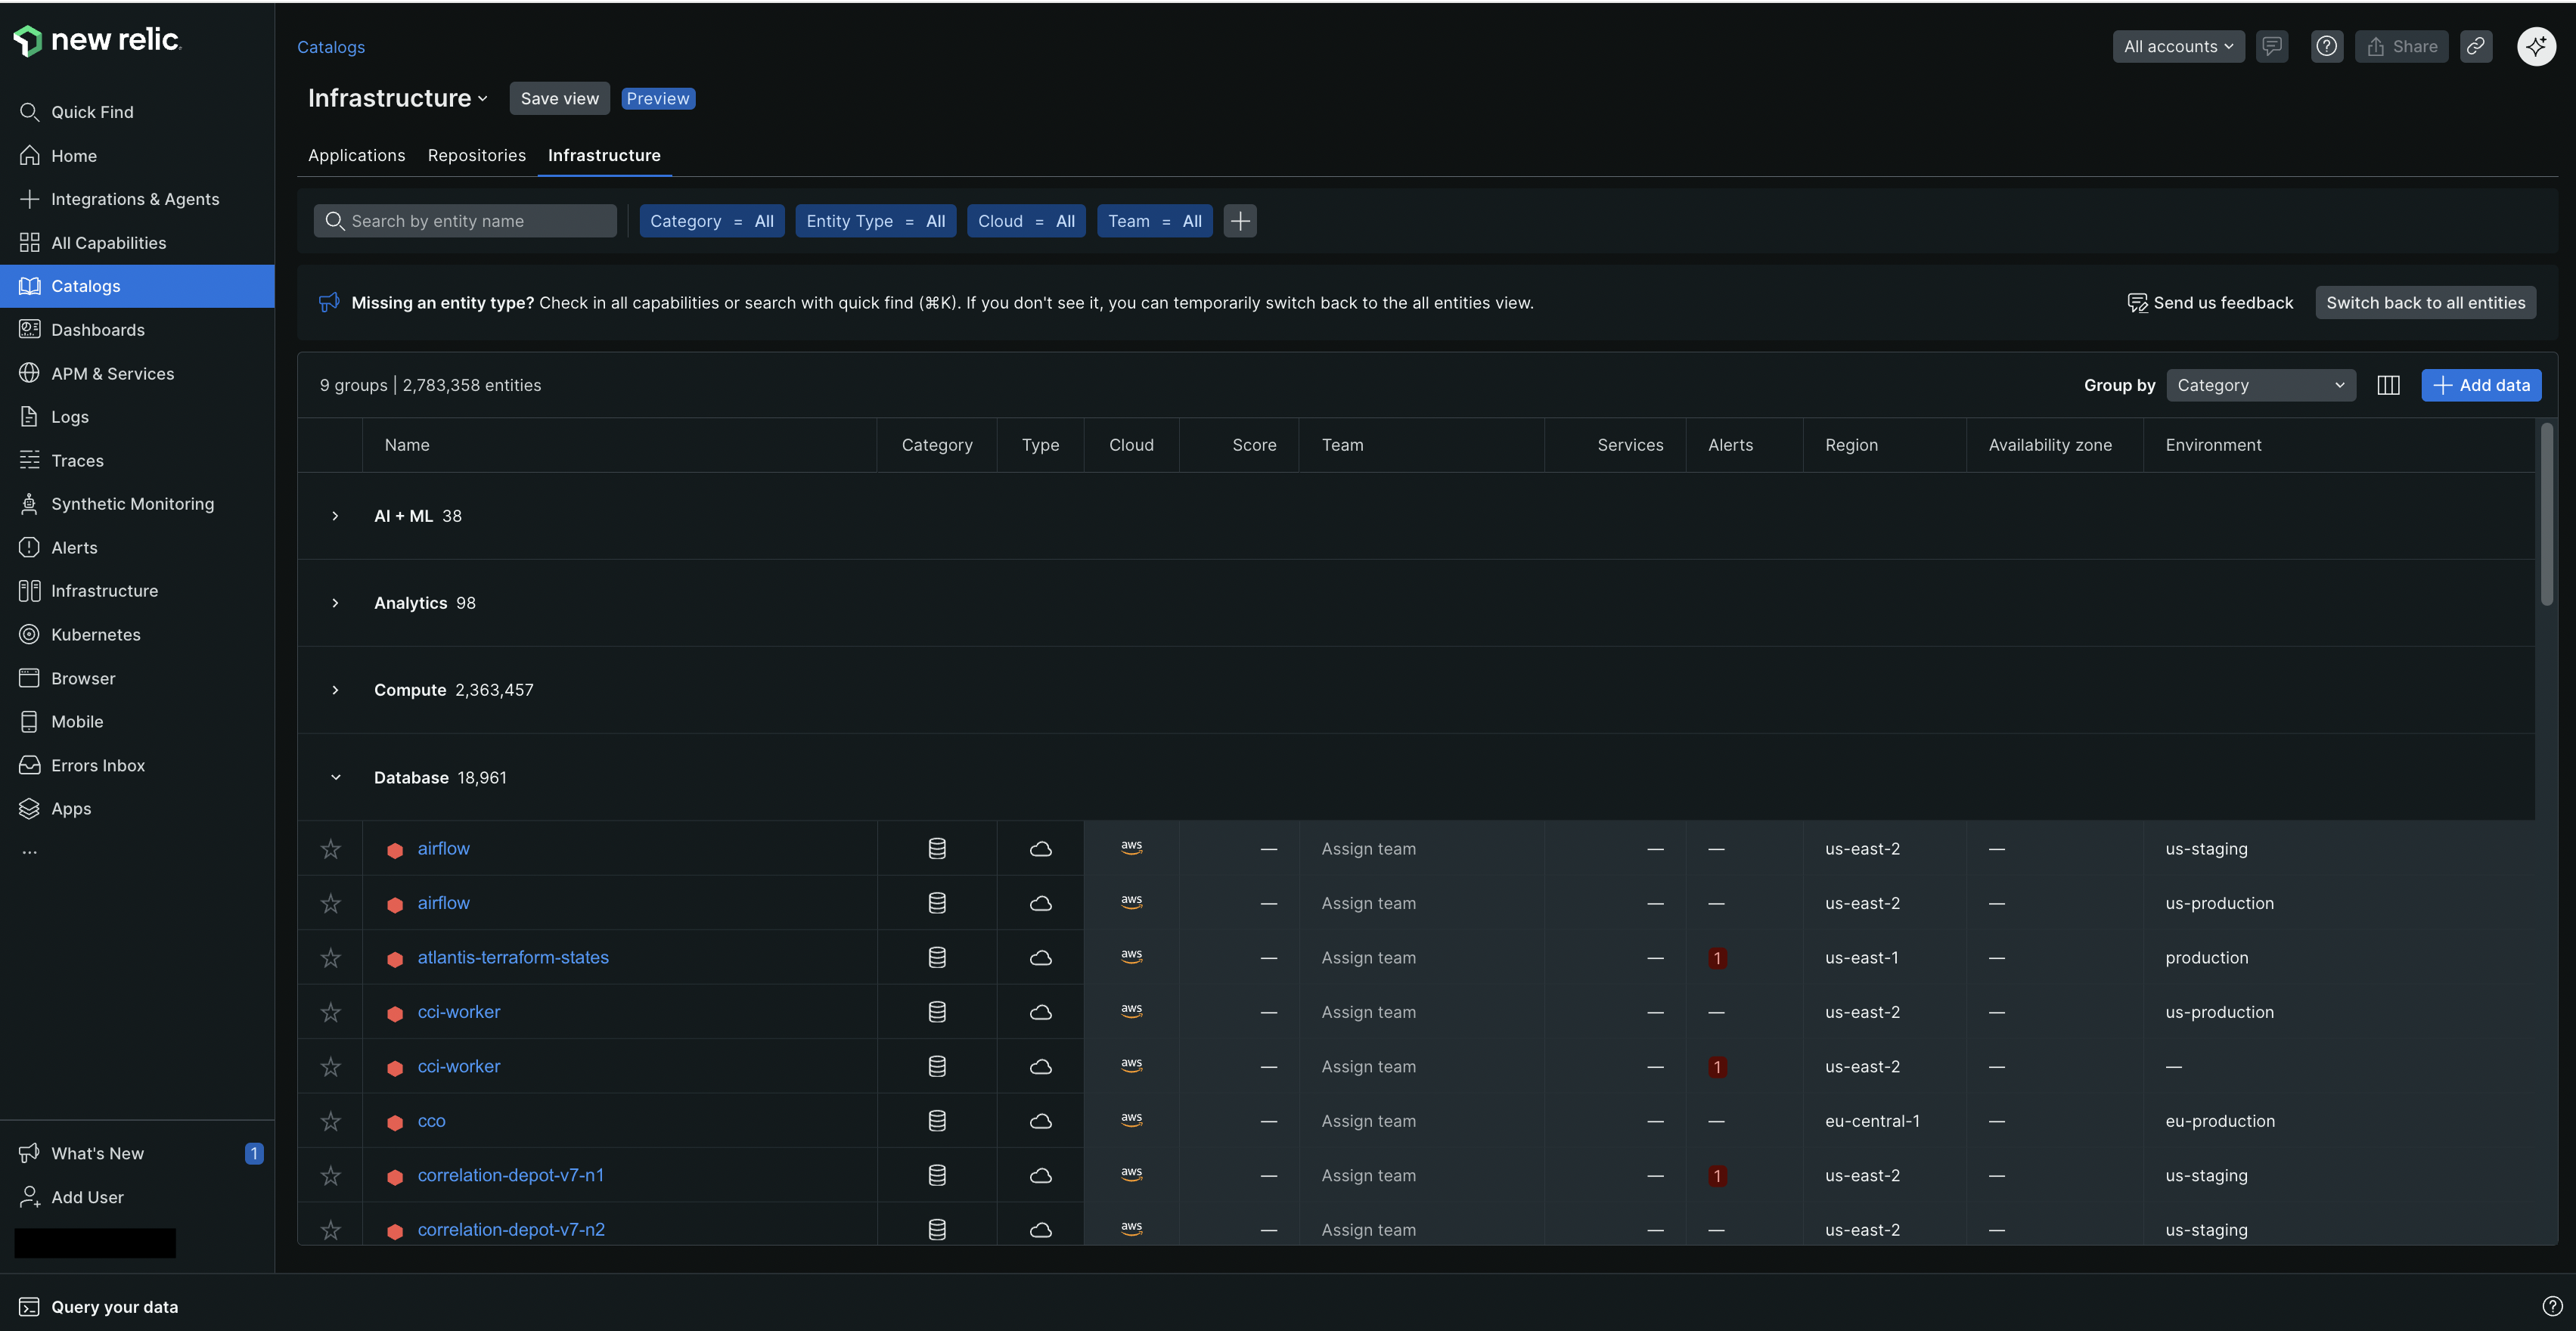 new relic.
Quick Find
Home
Integrations & Agents
All Capabilities
Catalogs
Dashboards
APM & Services
Logs
Traces
Synthetic Monitoring
Alerts
Infrastructure
Kubernetes
Browser
Mobile
Errors Inbox
Apps
...
What's New 1
Add User
Query your data
Catalogs
All accounts
Share
Infrastructure Save view Preview
Applications Repositories Infrastructure
Search by entity name Category = All Entity Type = All Cloud = All Team = All
Missing an entity type? Check in all capabilities or search with quick find (⌘K). If you don't see it, you can temporarily switch back to the all entities view. Send us feedback Switch back to all entities
9 groups | 2,783,358 entities Group by Category Add data
Name Category Type Cloud Score Team Services Alerts Region Availability zone Environment
AI + ML 38
Analytics 98
Compute 2,363,457
Database 18,961
airflow aws — Assign team — — us-east-2 — us-staging
airflow aws — Assign team — — us-east-2 — us-production
atlantis-terraform-states aws — Assign team — 1 us-east-1 — production
cci-worker aws — Assign team — — us-east-2 — us-production
cci-worker aws — Assign team — 1 us-east-2 — —
cco aws — Assign team — — eu-central-1 — eu-production
correlation-depot-v7-n1 aws — Assign team — 1 us-east-2 — us-staging
correlation-depot-v7-n2 aws — Assign team — — us-east-2 — us-staging